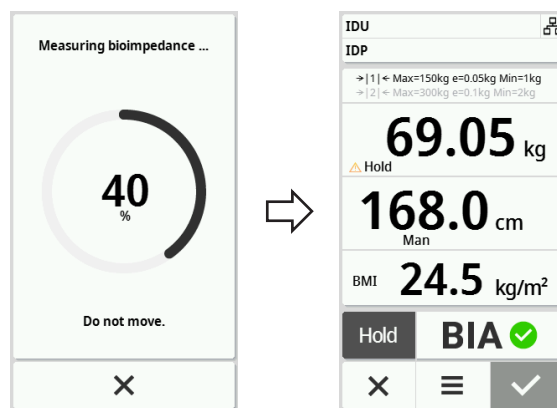 Measuring bioimpedance ...
40
%
Do not move.
IDU
IDP
→|1|← Max=150kg e=0.05kg Min=1kg
→|2|← Max=300kg e=0.1kg Min=2kg
69.05 kg
Hold
168.0 cm
Man
BMI 24.5 kg/m²
Hold BIA